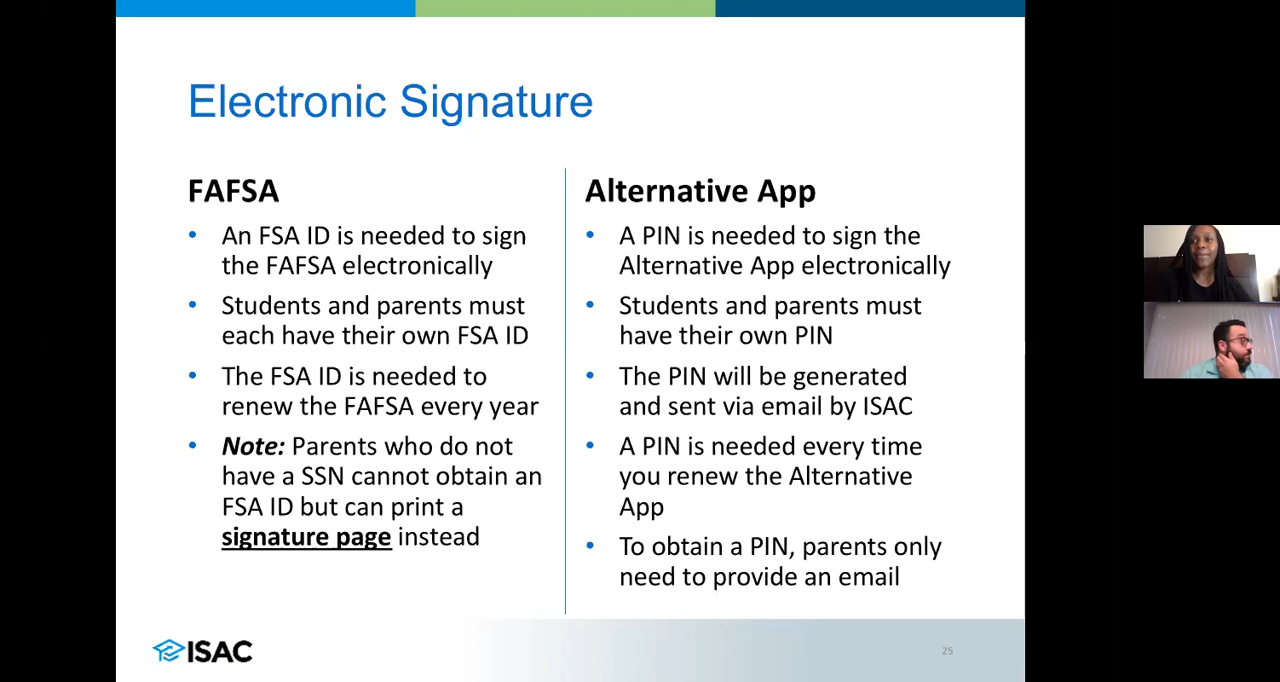 Electronic Signature
FAFSA
An FSA ID is needed to sign
the FAFSA electronically
Students and parents must
each have their own FSA ID
The FSA ID is needed to
renew the FAFSA every year
Note: Parents who do not
have a SSN cannot obtain an
FSA ID but can print a
signature page instead
Alternative App
A PIN is needed to sign the
Alternative App electronically
Students and parents must
have their own PIN
The PIN will be generated
and sent via email by ISAC
A PIN is needed every time
you renew the Alternative
App
To obtain a PIN, parents only
need to provide an email
ISAC
25